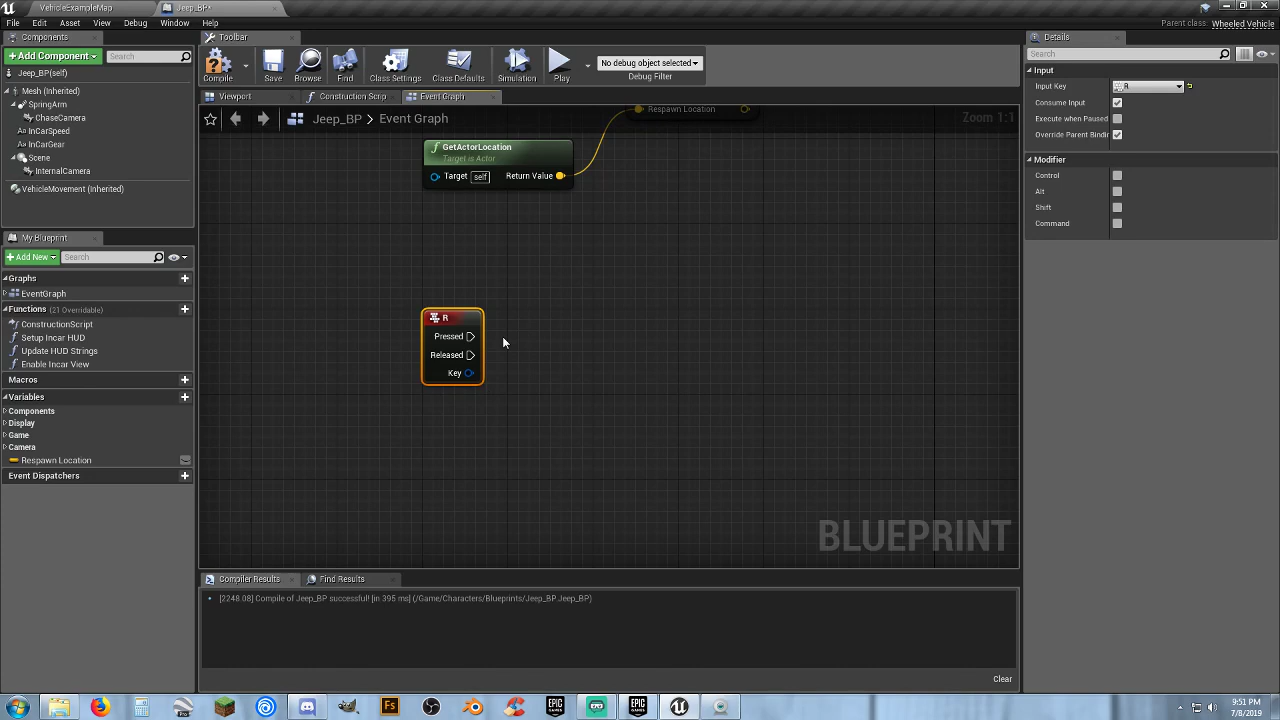 VehicleExampleMap
Jeep_BP*
File Edit Asset View Debug Window Help
Parent class: Wheeled Vehicle
Components
Add Component
Search
Jeep_BP(self)
Mesh (Inherited)
SpringArm
ChaseCamera
InCarSpeed
InCarGear
Scene
InternalCamera
VehicleMovement (Inherited)
My Blueprint
Add New
Search
Graphs
EventGraph
Functions (21 Overridable)
ConstructionScript
Setup Incar HUD
Update HUD Strings
Enable Incar View
Macros
Variables
Components
Display
Game
Camera
Respawn Location
Event Dispatchers
Toolbar
Compile
Save
Browse
Find
Class Settings
Class Defaults
Simulation
Play
No debug object selected
Debug Filter
Viewport
Construction Scrip
Event Graph
Jeep_BP > Event Graph
Zoom 1:1
Respawn Location
GetActorLocation
Target is Actor
Target self
Return Value
R
Pressed
Released
Key
BLUEPRINT
Compiler Results
Find Results
[2248.08] Compile of Jeep_BP successful! [in 395 ms] (/Game/Characters/Blueprints/Jeep_BP.Jeep_BP)
Clear
Details
Search
Input
Input Key R
Consume Input
Execute when Paused
Override Parent Bindin
Modifier
Control
Alt
Shift
Command
Pro
Fs
EPIC GAMES
EPIC GAMES
9:51 PM
7/8/2019